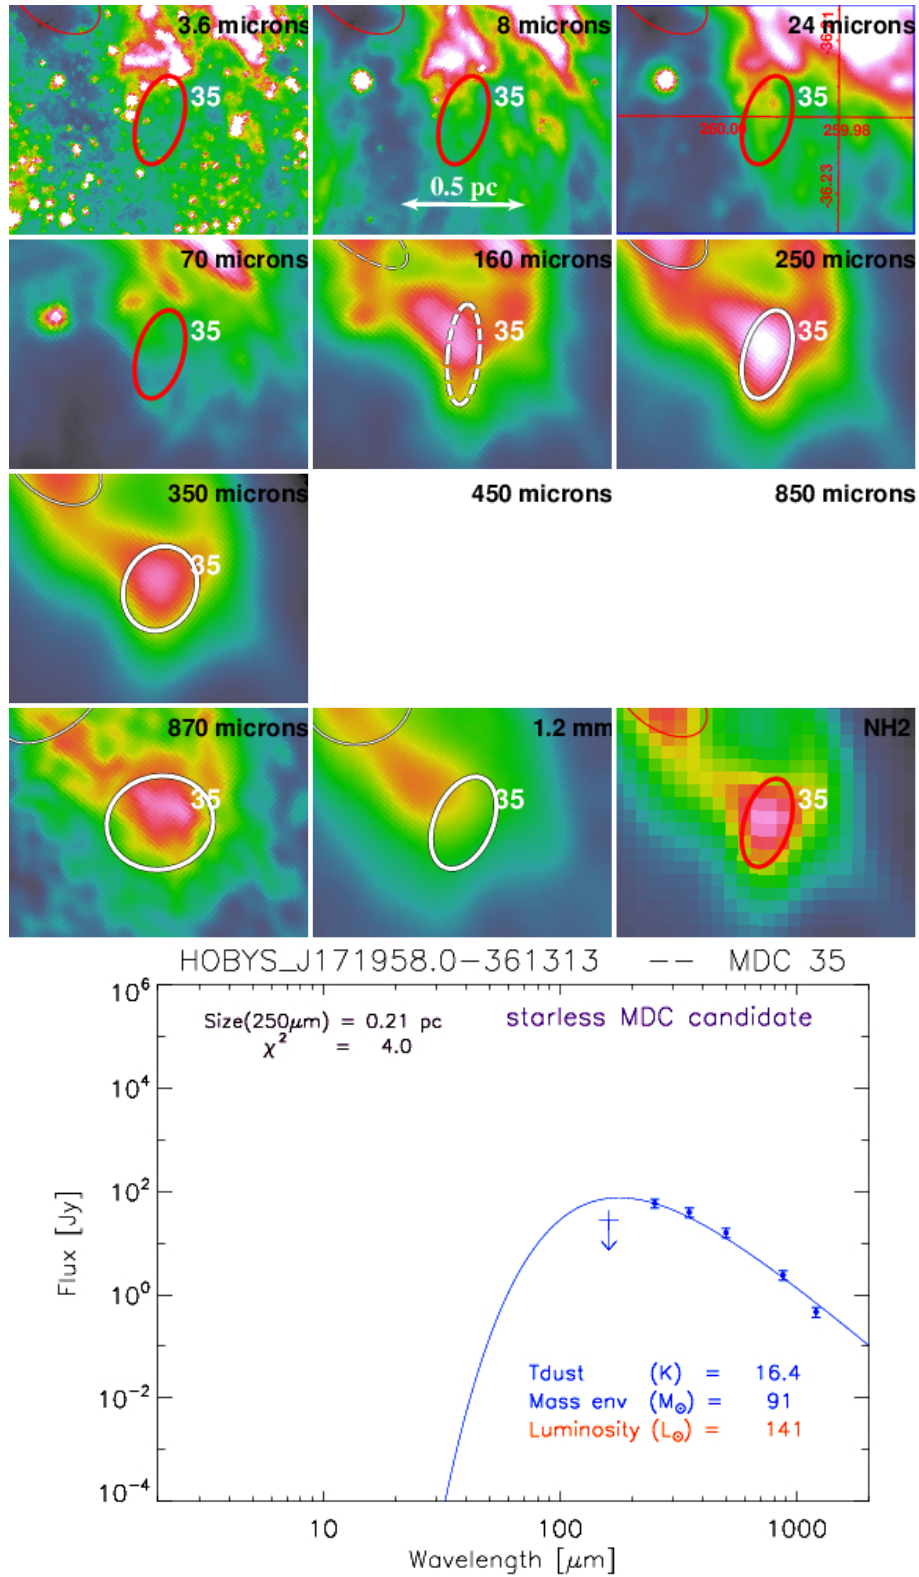 3.6 microns
35
8 microns
35
0.5 pc
24 microns
35
260.00
259.98
-36.21
-36.23
70 microns
35
160 microns
35
250 microns
35
350 microns
35
450 microns
850 microns
870 microns
35
1.2 mm
35
NH2
35
HOBYS_J171958.0−361313 −− MDC 35
Size(250μm) = 0.21 pc
χ² = 4.0
starless MDC candidate
10⁶
10⁴
10²
10⁰
10⁻²
10⁻⁴
Flux [Jy]
Tdust (K) = 16.4
Mass env (M⊙) = 91
Luminosity (L⊙) = 141
10
100
1000
Wavelength [μm]